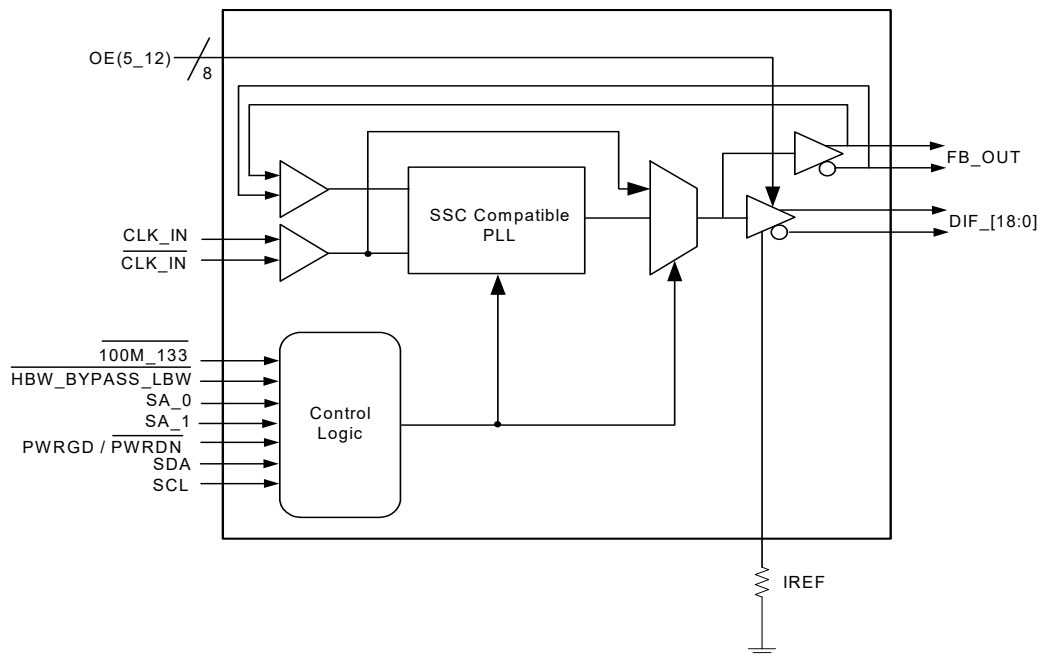 OE(5_12)
8
FB_OUT
SSC Compatible
PLL
DIF_[18:0]
CLK_IN
CLK_IN
100M_133
HBW_BYPASS_LBW
SA_0
SA_1
PWRGD / PWRDN
SDA
SCL
Control
Logic
IREF